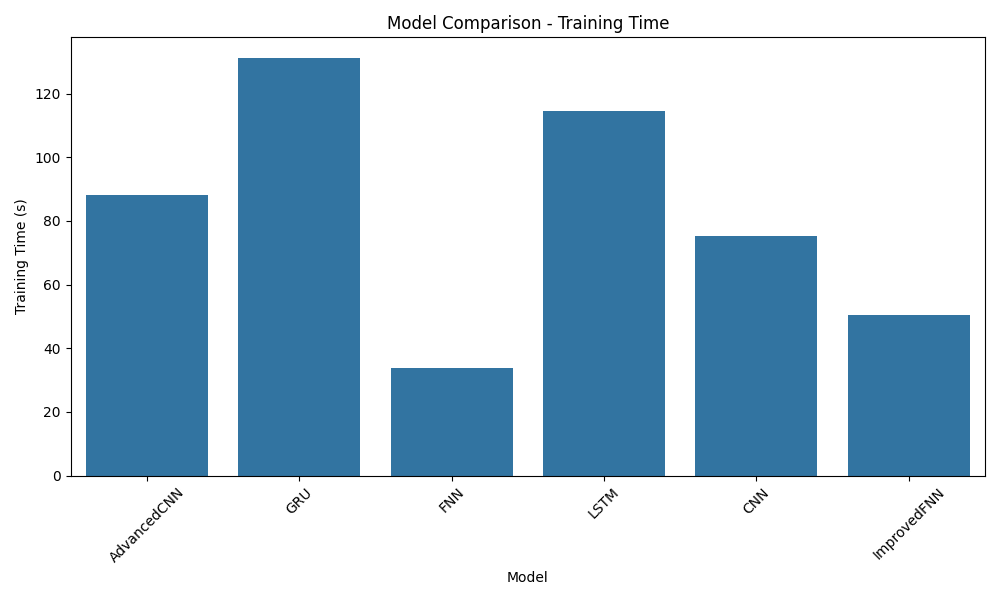 Model Comparison - Training Time
Training Time (s)
120
100
80
60
40
20
0
AdvancedCNN
GRU
FNN
LSTM
CNN
ImprovedFNN
Model